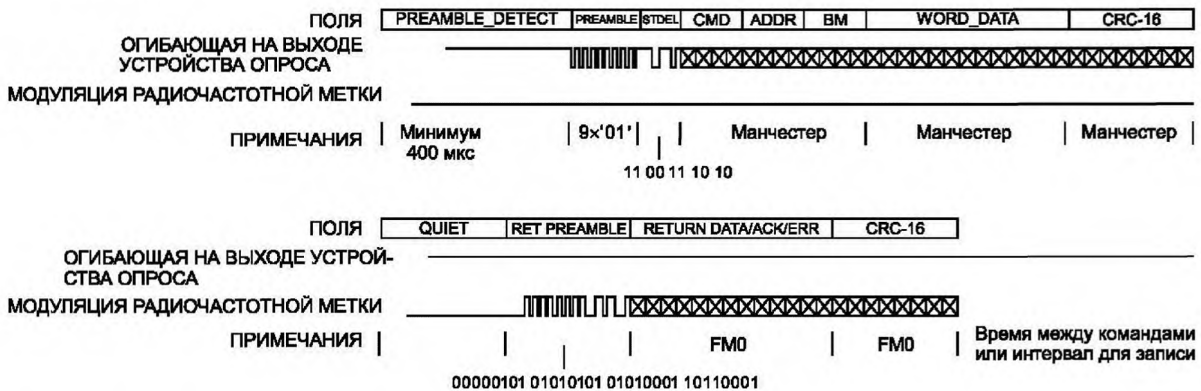 ПОЛЯ PREAMBLE_DETECT PREAMBLE STDEL CMD ADDR BM WORD_DATA CRC-16
ОГИБАЮЩАЯ НА ВЫХОДЕ
УСТРОЙСТВА ОПРОСА
МОДУЛЯЦИЯ РАДИОЧАСТОТНОЙ МЕТКИ
ПРИМЕЧАНИЯ Минимум 9×'01' Манчестер Манчестер Манчестер
400 мкс
11 00 11 10 10
ПОЛЯ QUIET RET PREAMBLE RETURN DATA/ACK/ERR CRC-16
ОГИБАЮЩАЯ НА ВЫХОДЕ УСТРОЙ-
СТВА ОПРОСА
МОДУЛЯЦИЯ РАДИОЧАСТОТНОЙ МЕТКИ
ПРИМЕЧАНИЯ FM0 FM0 Время между командами
или интервал для записи
00000101 01010101 01010001 10110001